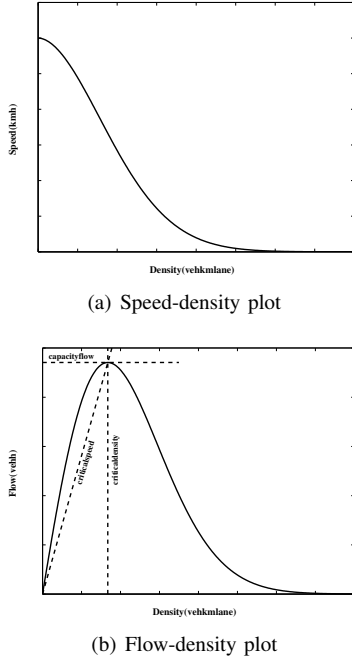 Speed(kmh)
Density(vehkmlane)
(a) Speed-density plot
capacityflow
criticalspeed
criticaldensity
Flow(vehh)
Density(vehkmlane)
(b) Flow-density plot